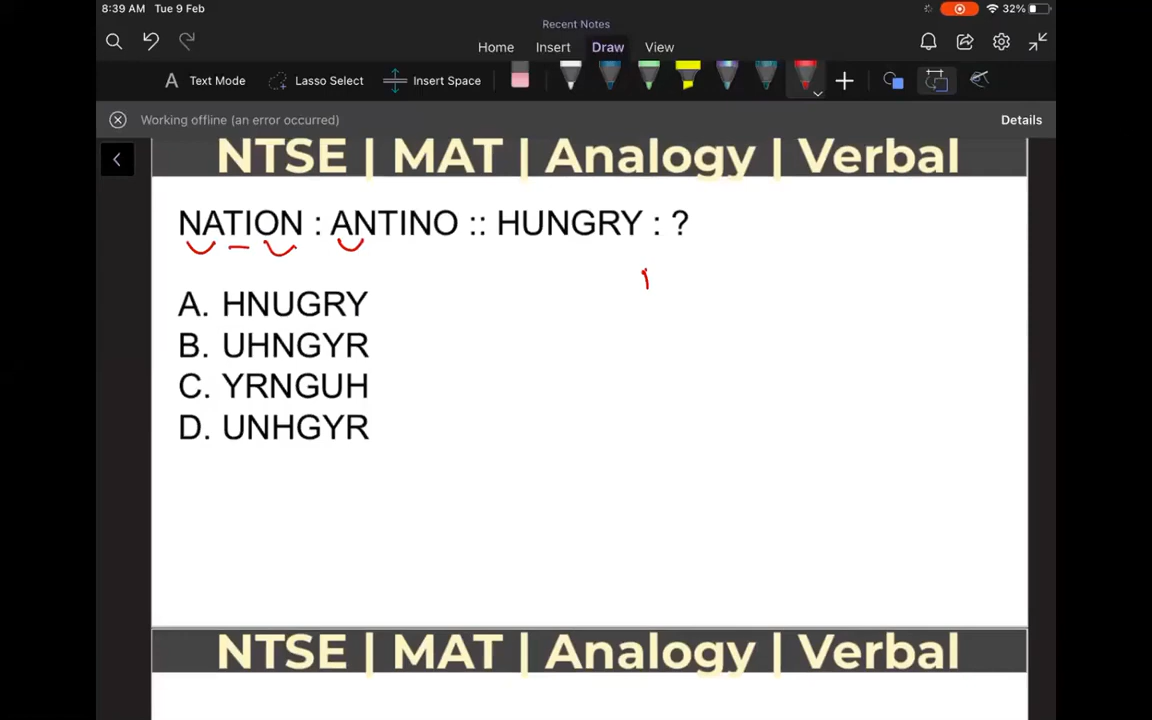 8:39 AM Tue 9 Feb
32%
Recent Notes
Home Insert Draw View
Text Mode Lasso Select Insert Space
Working offline (an error occurred) Details
NTSE | MAT | Analogy | Verbal
NATION : ANTINO :: HUNGRY : ?
A. HNUGRY
B. UHNGYR
C. YRNGUH
D. UNHGYR
NTSE | MAT | Analogy | Verbal